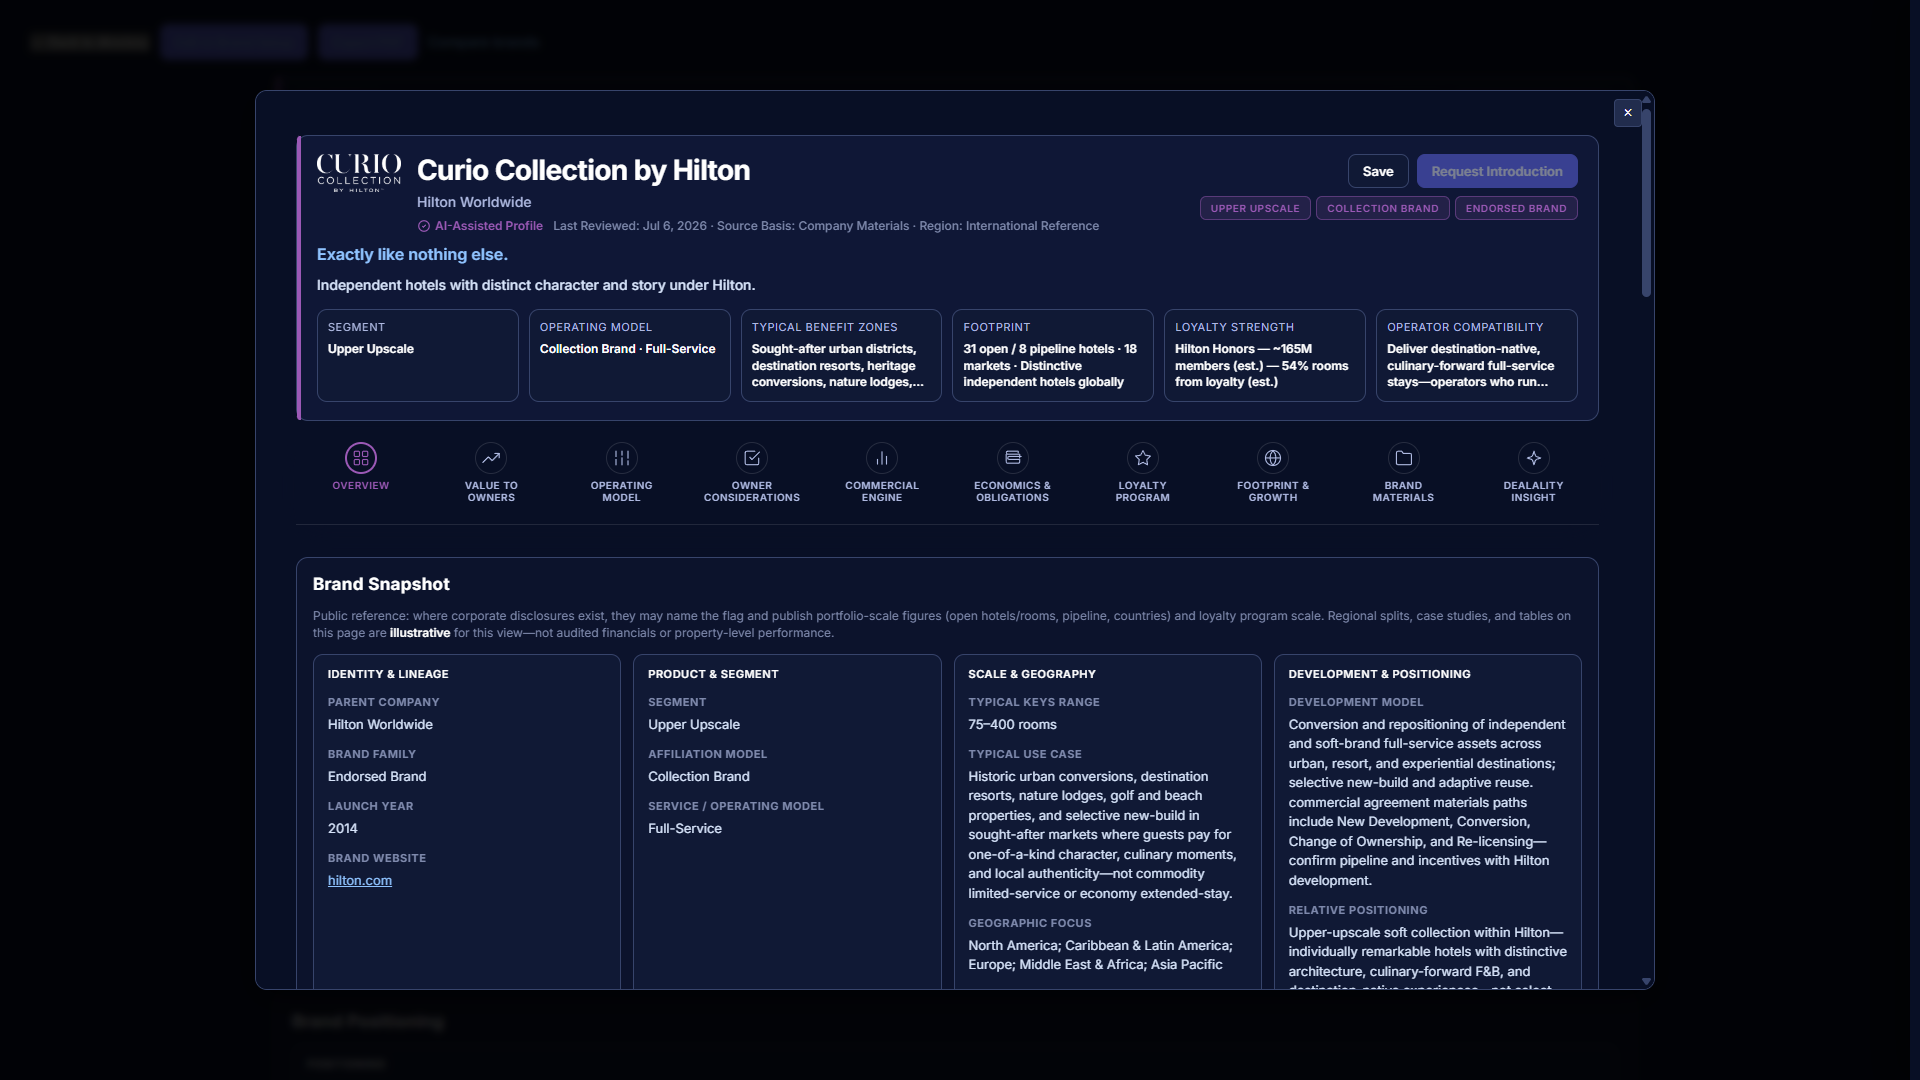 ×
CURIO
COLLECTION
BY HILTON
Curio Collection by Hilton
Hilton Worldwide
AI-Assisted Profile Last Reviewed: Jul 6, 2026 · Source Basis: Company Materials · Region: International Reference
Save
Request Introduction
UPPER UPSCALE
COLLECTION BRAND
ENDORSED BRAND
Exactly like nothing else.
Independent hotels with distinct character and story under Hilton.
SEGMENT
Upper Upscale
OPERATING MODEL
Collection Brand · Full-Service
TYPICAL BENEFIT ZONES
Sought-after urban districts,
destination resorts, heritage
conversions, nature lodges,...
FOOTPRINT
31 open / 8 pipeline hotels · 18
markets · Distinctive
independent hotels globally
LOYALTY STRENGTH
Hilton Honors — ~165M
members (est.) — 54% rooms
from loyalty (est.)
OPERATOR COMPATIBILITY
Deliver destination-native,
culinary-forward full-service
stays—operators who run...
OVERVIEW
VALUE TO
OWNERS
OPERATING
MODEL
OWNER
CONSIDERATIONS
COMMERCIAL
ENGINE
ECONOMICS &
OBLIGATIONS
LOYALTY
PROGRAM
FOOTPRINT &
GROWTH
BRAND
MATERIALS
DEALALITY
INSIGHT
Brand Snapshot
Public reference: where corporate disclosures exist, they may name the flag and publish portfolio-scale figures (open hotels/rooms, pipeline, countries) and loyalty program scale. Regional splits, case studies, and tables on
this page are illustrative for this view—not audited financials or property-level performance.
IDENTITY & LINEAGE
PARENT COMPANY
Hilton Worldwide
BRAND FAMILY
Endorsed Brand
LAUNCH YEAR
2014
BRAND WEBSITE
hilton.com
PRODUCT & SEGMENT
SEGMENT
Upper Upscale
AFFILIATION MODEL
Collection Brand
SERVICE / OPERATING MODEL
Full-Service
SCALE & GEOGRAPHY
TYPICAL KEYS RANGE
75–400 rooms
TYPICAL USE CASE
Historic urban conversions, destination
resorts, nature lodges, golf and beach
properties, and selective new-build in
sought-after markets where guests pay for
one-of-a-kind character, culinary moments,
and local authenticity—not commodity
limited-service or economy extended-stay.
GEOGRAPHIC FOCUS
North America; Caribbean & Latin America;
Europe; Middle East & Africa; Asia Pacific
DEVELOPMENT & POSITIONING
DEVELOPMENT MODEL
Conversion and repositioning of independent
and soft-brand full-service assets across
urban, resort, and experiential destinations;
selective new-build and adaptive reuse.
commercial agreement materials paths
include New Development, Conversion,
Change of Ownership, and Re-licensing—
confirm pipeline and incentives with Hilton
development.
RELATIVE POSITIONING
Upper-upscale soft collection within Hilton—
individually remarkable hotels with distinctive
architecture, culinary-forward F&B, and
Brand Positioning